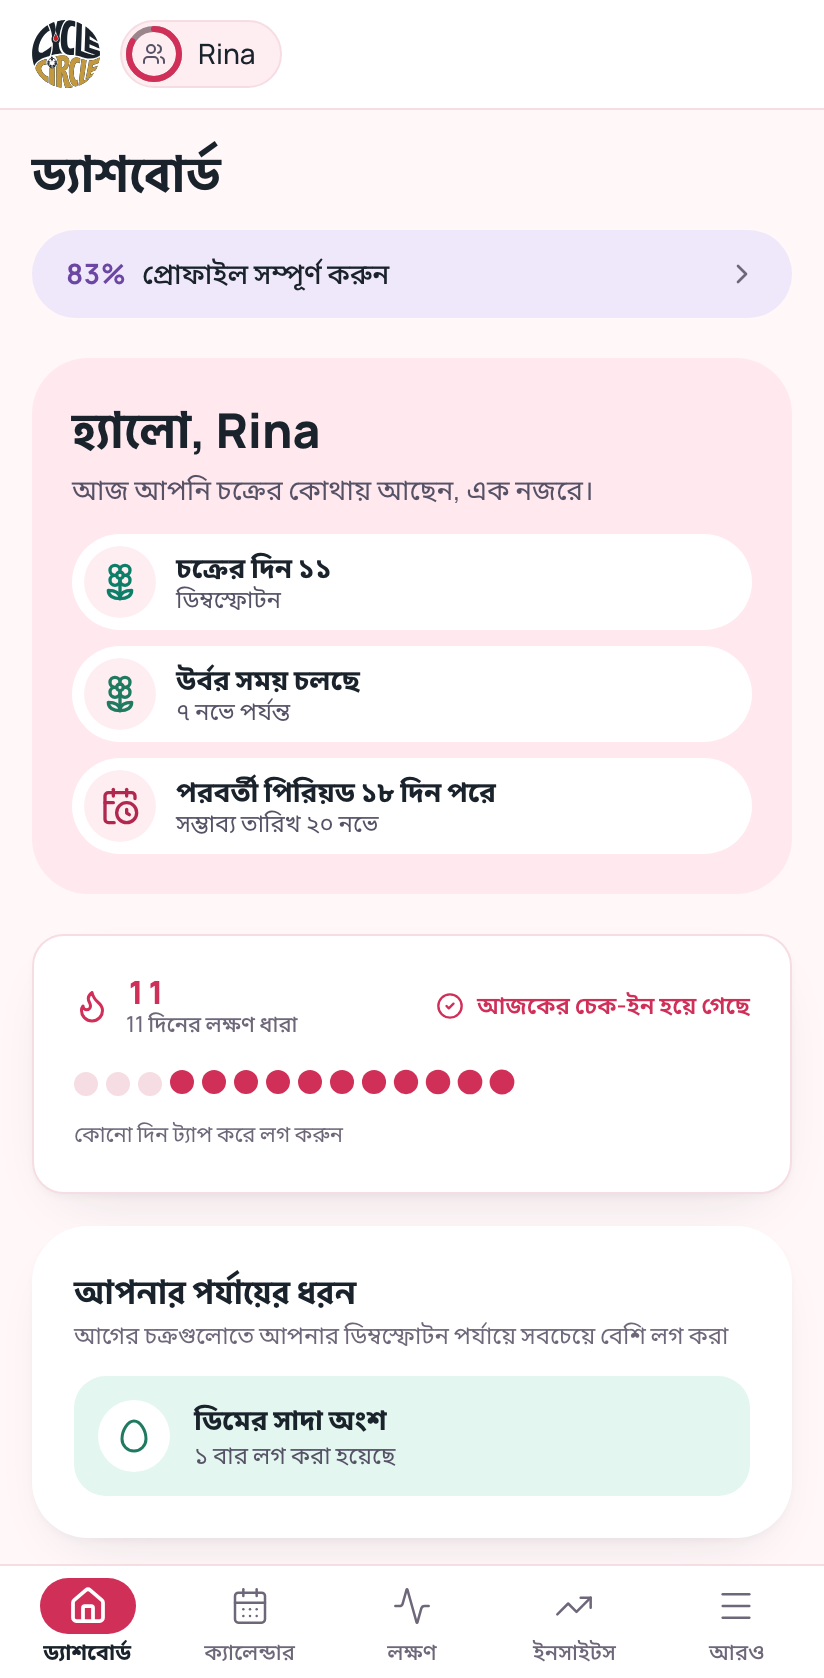 CYCLE
CIRCLE
Rina
ড্যাশবোর্ড
83% প্রোফাইল সম্পূর্ণ করুন
হ্যালো, Rina
আজ আপনি চক্রের কোথায় আছেন, এক নজরে।
চক্রের দিন ১১
ডিম্বস্ফোটন
উর্বর সময় চলছে
৭ নভে পর্যন্ত
পরবর্তী পিরিয়ড ১৮ দিন পরে
সম্ভাব্য তারিখ ২০ নভে
11
11 দিনের লক্ষণ ধারা
আজকের চেক-ইন হয়ে গেছে
কোনো দিন ট্যাপ করে লগ করুন
আপনার পর্যায়ের ধরন
আগের চক্রগুলোতে আপনার ডিম্বস্ফোটন পর্যায়ে সবচেয়ে বেশি লগ করা
ডিমের সাদা অংশ
১ বার লগ করা হয়েছে
ড্যাশবোর্ড
ক্যালেন্ডার
লক্ষণ
ইনসাইটস
আরও